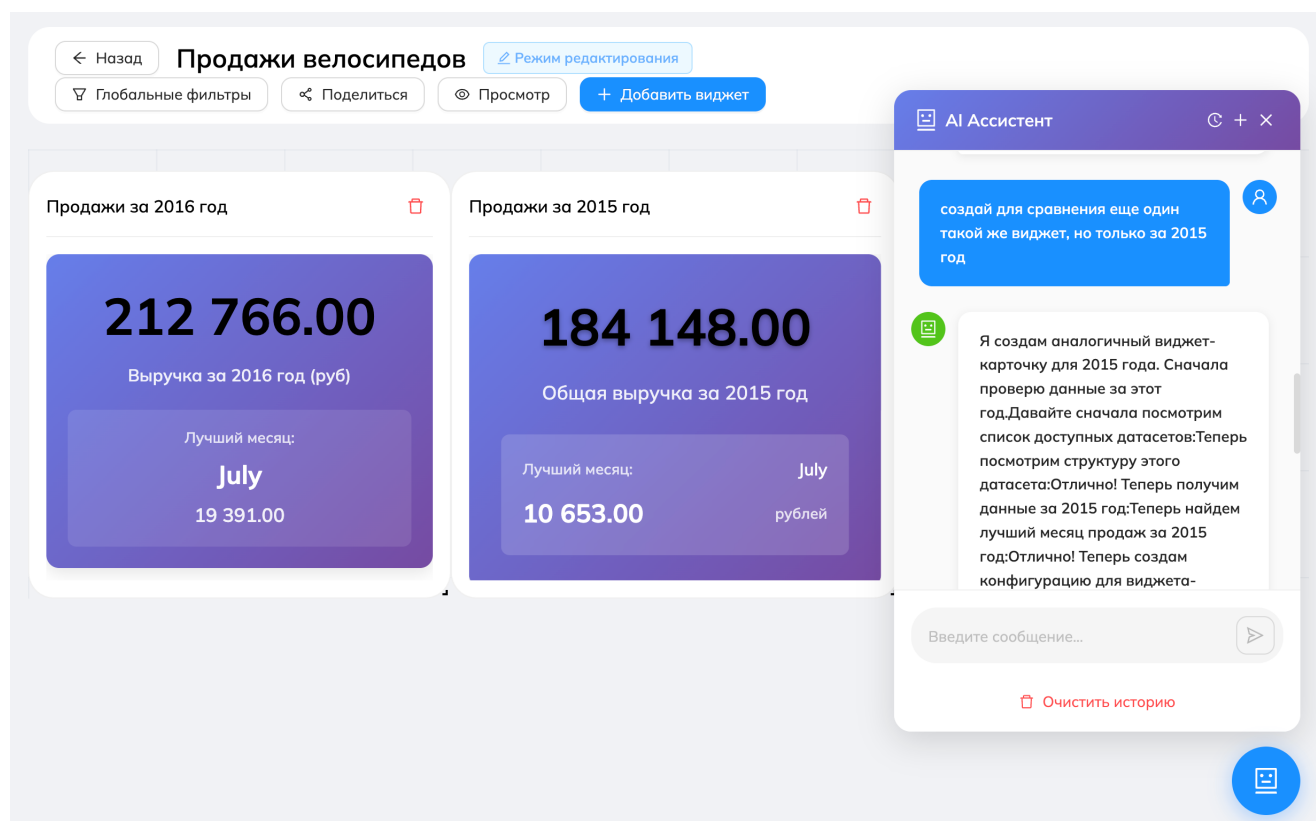 Назад
Продажи велосипедов
Режим редактирования
Глобальные фильтры
Поделиться
Просмотр
+ Добавить виджет
Продажи за 2016 год
212 766.00
Выручка за 2016 год (руб)
Лучший месяц:
July
19 391.00
Продажи за 2015 год
184 148.00
Общая выручка за 2015 год
Лучший месяц:
July
10 653.00
рублей
AI Ассистент
создай для сравнения еще один
такой же виджет, но только за 2015
год
Я создам аналогичный виджет-
карточку для 2015 года. Сначала
проверю данные за этот
год.Давайте сначала посмотрим
список доступных датасетов:Теперь
посмотрим структуру этого
датасета:Отлично! Теперь получим
данные за 2015 год:Теперь найдем
лучший месяц продаж за 2015
год:Отлично! Теперь создам
конфигурацию для виджета-
Введите сообщение...
Очистить историю